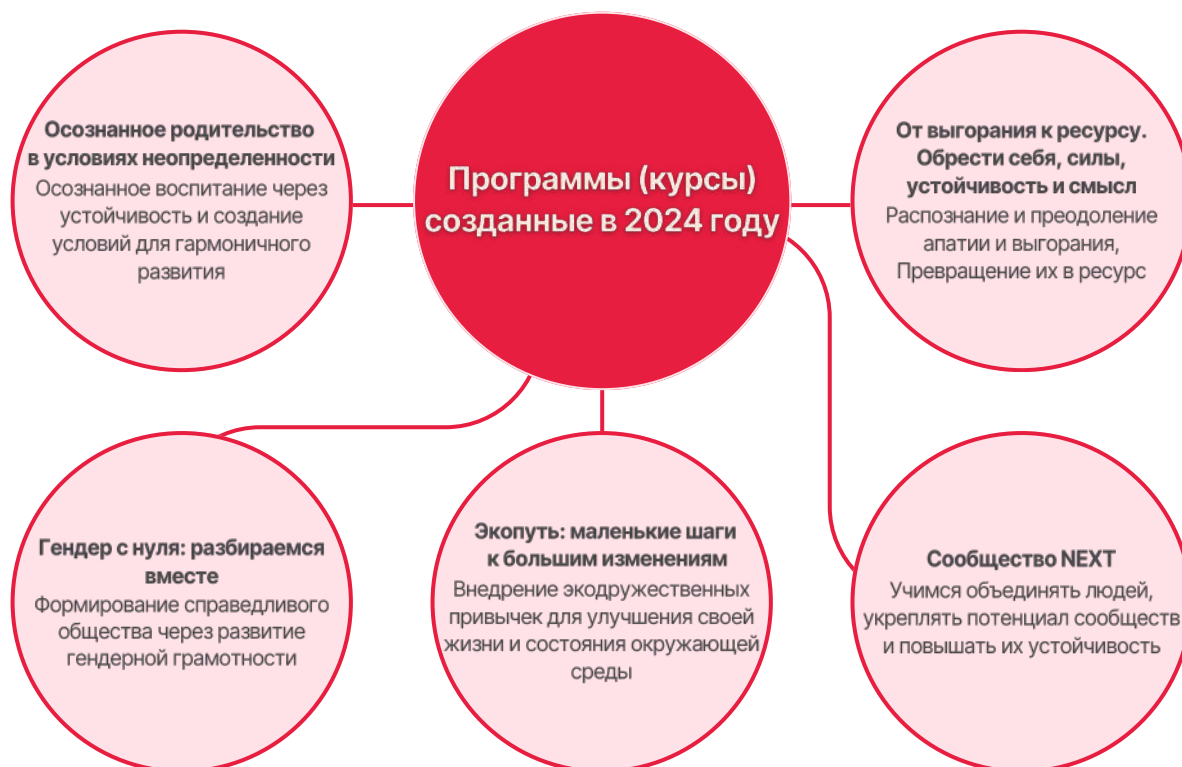 Программы (курсы)
созданные в 2024 году
Осознанное родительство
в условиях неопределенности
Осознанное воспитание через
устойчивость и создание
условий для гармоничного
развития
От выгорания к ресурсу.
Обрести себя, силы,
устойчивость и смысл
Распознание и преодоление
апатии и выгорания,
Превращение их в ресурс
Гендер с нуля: разбираемся
вместе
Формирование справедливого
общества через развитие
гендерной грамотности
Экопуть: маленькие шаги
к большим изменениям
Внедрение экодружественных
привычек для улучшения своей
жизни и состояния окружающей
среды
Сообщество NEXT
Учимся объединять людей,
укреплять потенциал сообществ
и повышать их устойчивость